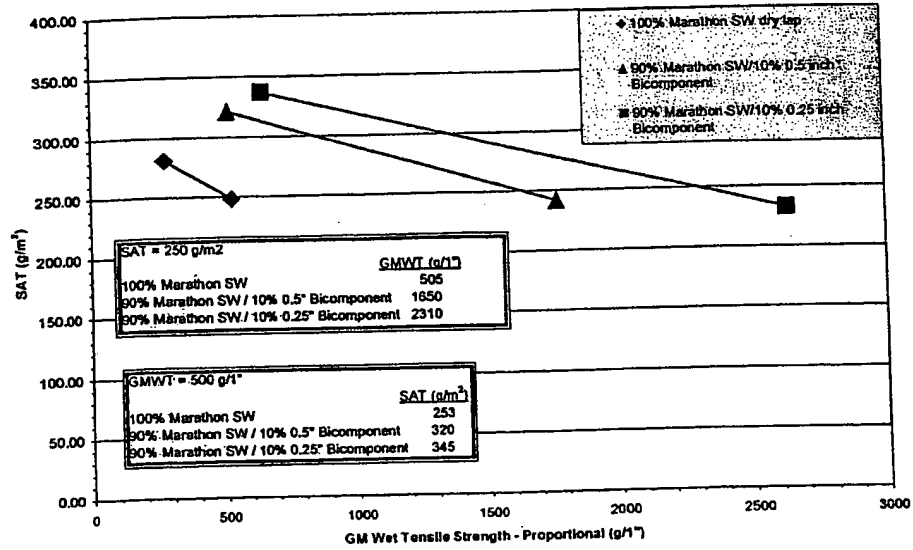 400.00
350.00
300.00
250.00
200.00
150.00
100.00
50.00
0.00
SAT (g/m²)
100% Marathon SW dry lap
90% Marathon SW/10% 0.5 inch
Bicomponent
90% Marathon SW/10% 0.25 inch
Bicomponent
SAT = 250 g/m2
GMWT (g/1")
100% Marathon SW 505
90% Marathon SW / 10% 0.5" Bicomponent 1650
90% Marathon SW / 10% 0.25" Bicomponent 2310
GMWT = 500 g/1"
SAT (g/m²)
100% Marathon SW 253
90% Marathon SW / 10% 0.5" Bicomponent 320
90% Marathon SW / 10% 0.25" Bicomponent 345
0 500 1000 1500 2000 2500 3000
GM Wet Tensile Strength - Proportional (g/1")